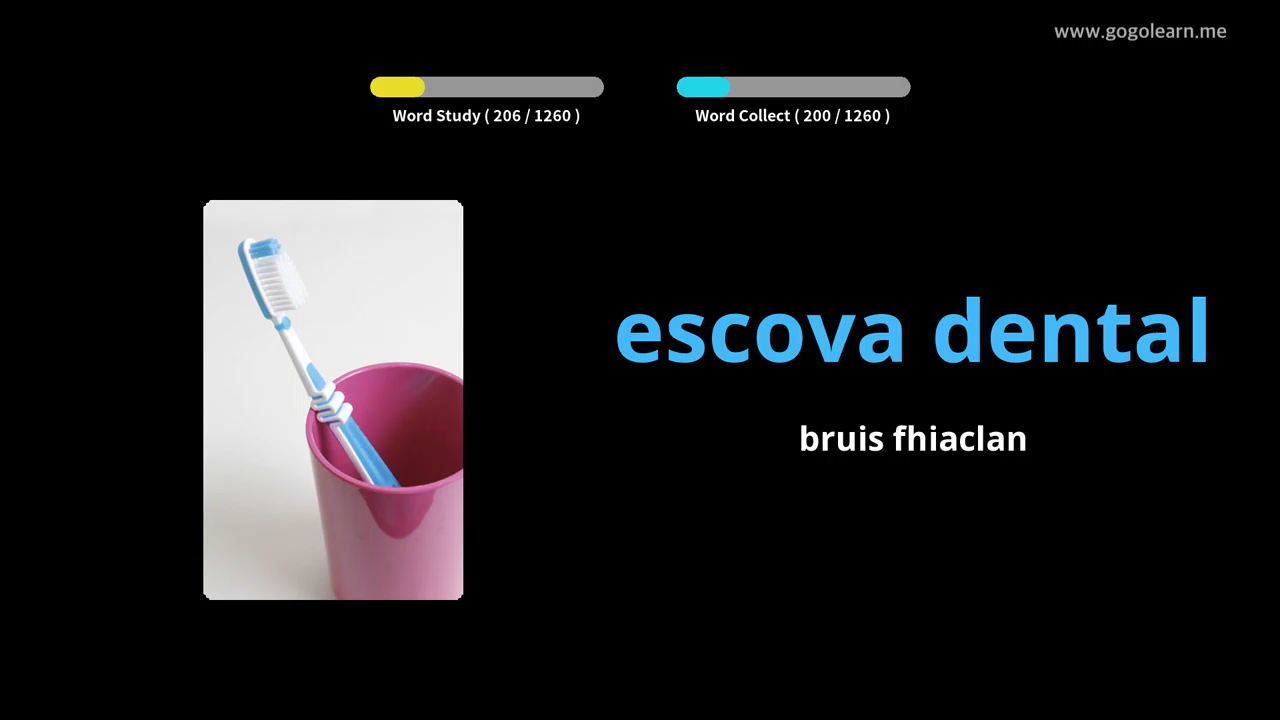 www.gogolearn.me
Word Study ( 206 / 1260 )
Word Collect ( 200 / 1260 )
escova dental
bruis fhiaclan